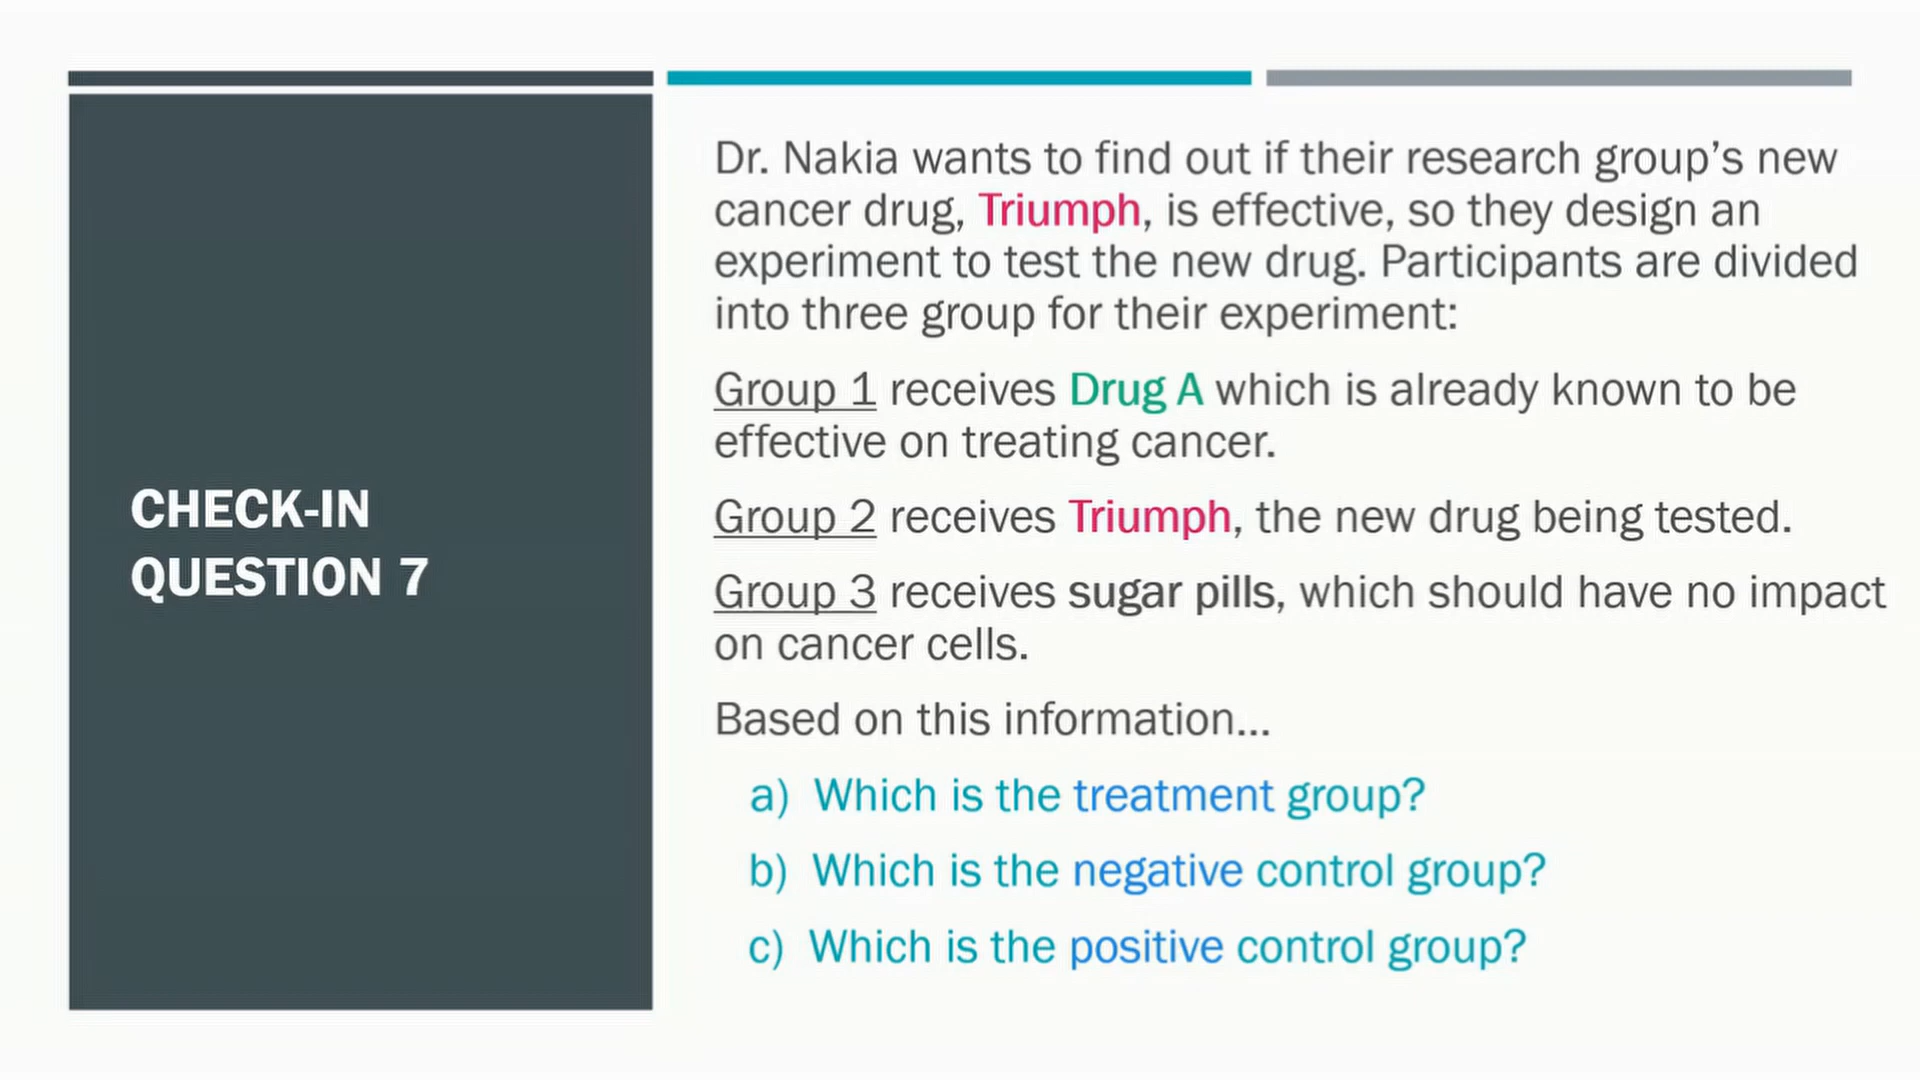 CHECK-IN
QUESTION 7
Dr. Nakia wants to find out if their research group’s new
cancer drug, Triumph, is effective, so they design an
experiment to test the new drug. Participants are divided
into three group for their experiment:
Group 1 receives Drug A which is already known to be
effective on treating cancer.
Group 2 receives Triumph, the new drug being tested.
Group 3 receives sugar pills, which should have no impact
on cancer cells.
Based on this information...
a) Which is the treatment group?
b) Which is the negative control group?
c) Which is the positive control group?